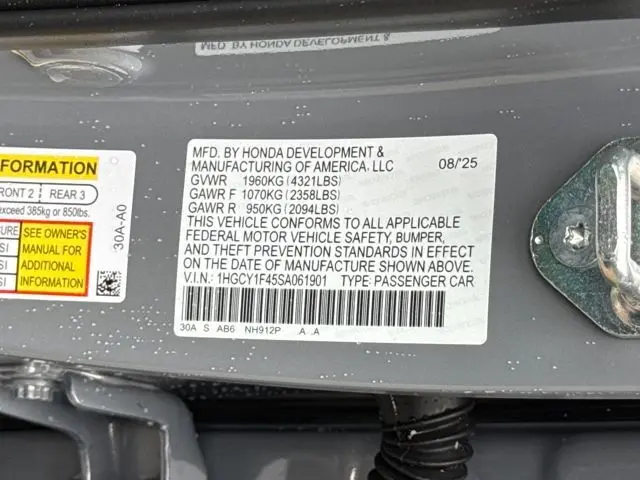 MFD. BY HONDA DEVELOPMENT &
MFD. BY HONDA DEVELOPMENT &
MANUFACTURING OF AMERICA, LLC 08/'25
GVWR 1960KG (4321LBS)
GAWR F 1070KG (2358LBS)
GAWR R 950KG (2094LBS)
THIS VEHICLE CONFORMS TO ALL APPLICABLE
FEDERAL MOTOR VEHICLE SAFETY, BUMPER,
AND THEFT PREVENTION STANDARDS IN EFFECT
ON THE DATE OF MANUFACTURE SHOWN ABOVE.
V.I.N.: 1HGCY1F45SA061901 TYPE: PASSENGER CAR
30A S AB6 NH912P .A .A
FORMATION
FRONT 2 REAR 3
exceed 385kg or 850lbs.
SEE OWNER'S
MANUAL FOR
ADDITIONAL
INFORMATION
30A-A0